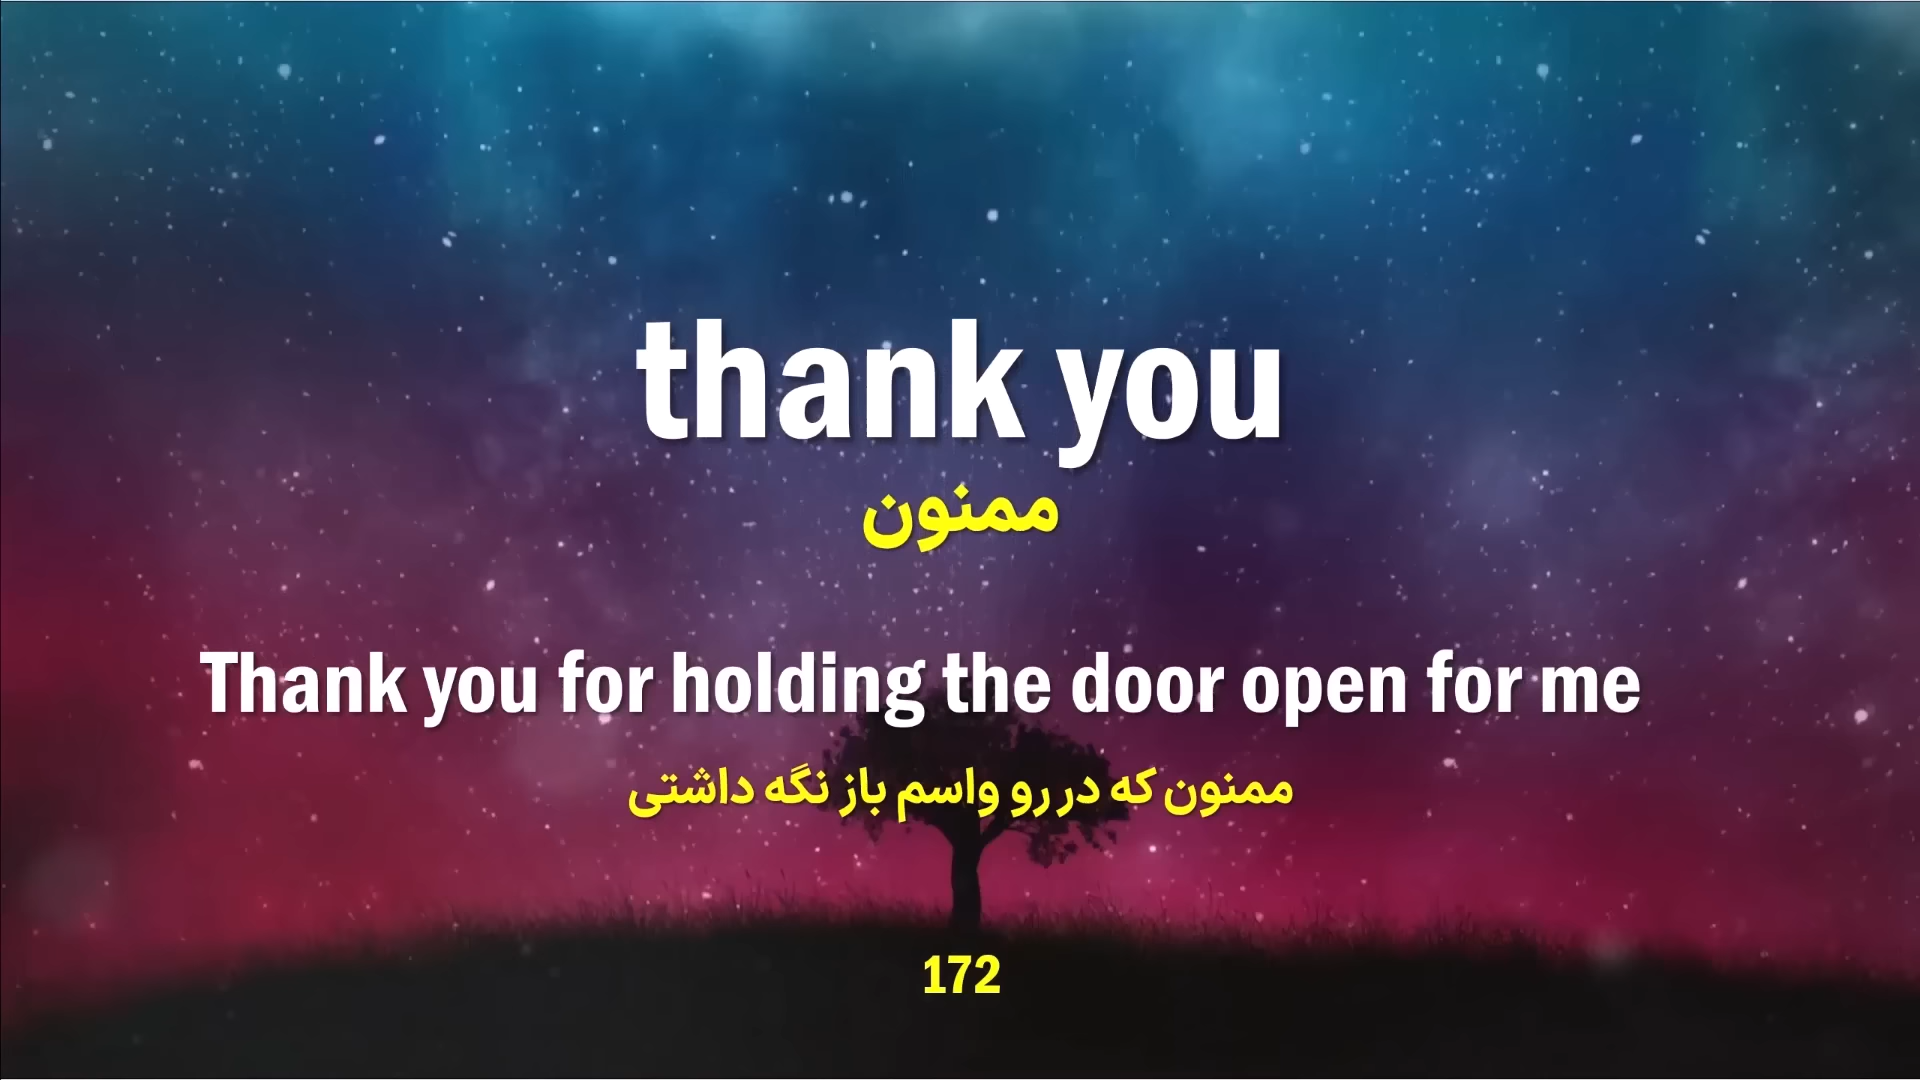 thank you
ممنون
Thank you for holding the door open for me
ممنون که در رو واسم باز نگه داشتی
172